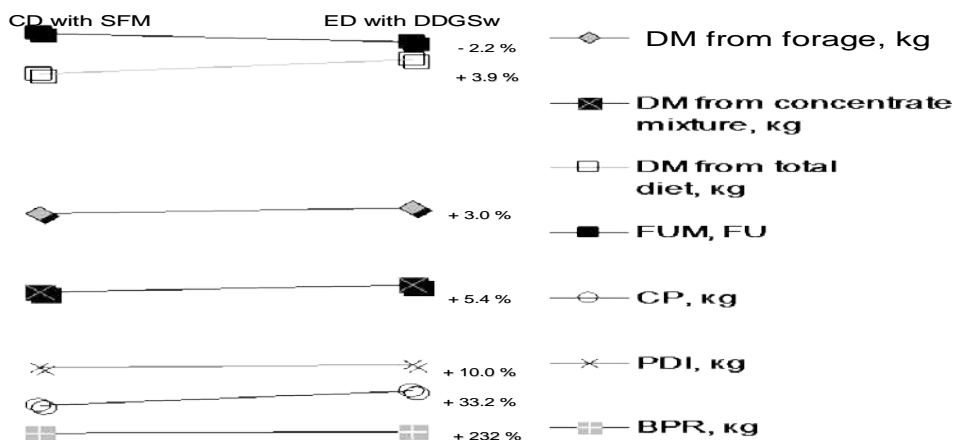 CD with SFM
ED with DDGSw
- 2.2 %
+ 3.9 %
+ 3.0 %
+ 5.4 %
+ 10.0 %
+ 33.2 %
+ 232 %
DM from forage, kg
DM from concentrate
mixture, кg
DM from total
diet, кg
FUM, FU
CP, кg
PDI, кg
BPR, кg